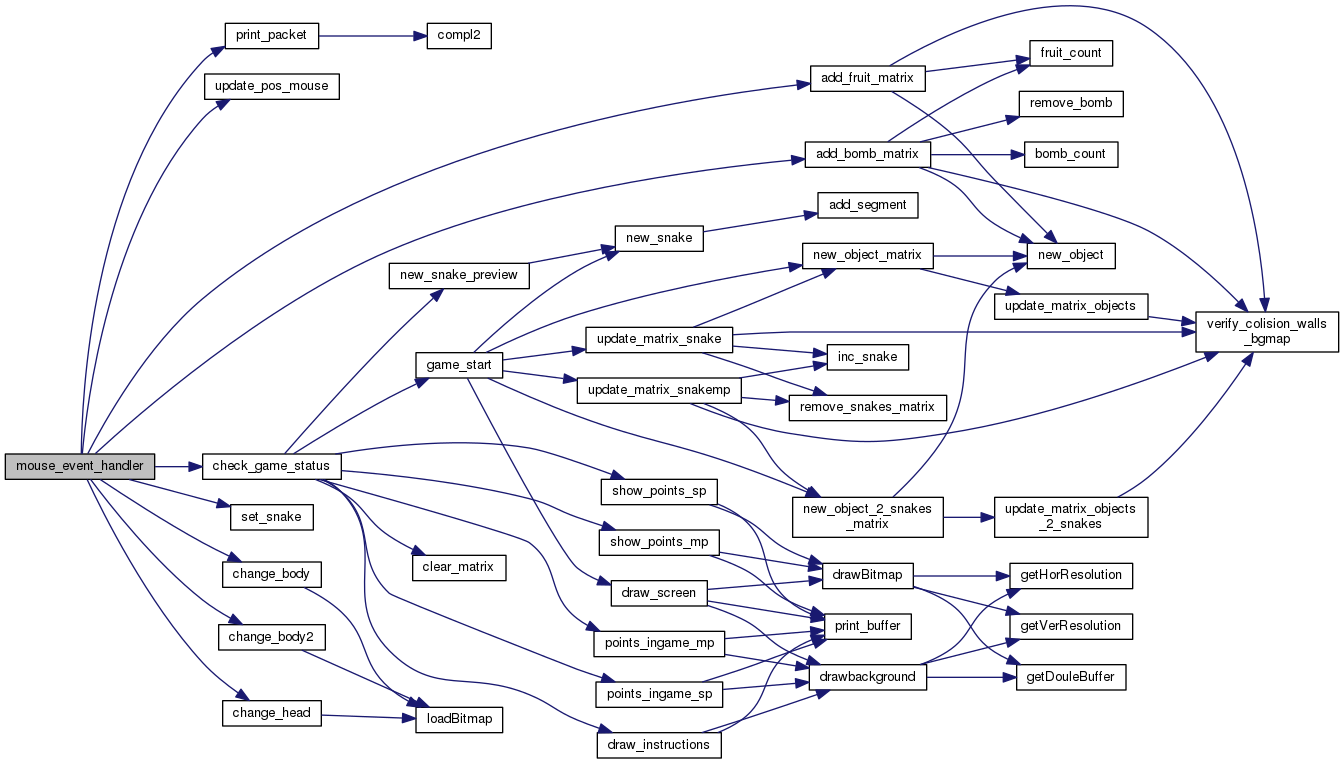 print_packet
compl2
update_pos_mouse
add_fruit_matrix
fruit_count
remove_bomb
add_bomb_matrix
bomb_count
add_segment
new_snake
new_snake_preview
new_object_matrix
new_object
update_matrix_objects
verify_colision_walls
_bgmap
update_matrix_snake
game_start
inc_snake
update_matrix_snakemp
remove_snakes_matrix
mouse_event_handler
check_game_status
show_points_sp
set_snake
new_object_2_snakes
_matrix
update_matrix_objects
_2_snakes
show_points_mp
clear_matrix
change_body
drawBitmap
getHorResolution
draw_screen
change_body2
points_ingame_mp
print_buffer
getVerResolution
drawbackground
getDouleBuffer
points_ingame_sp
change_head
loadBitmap
draw_instructions